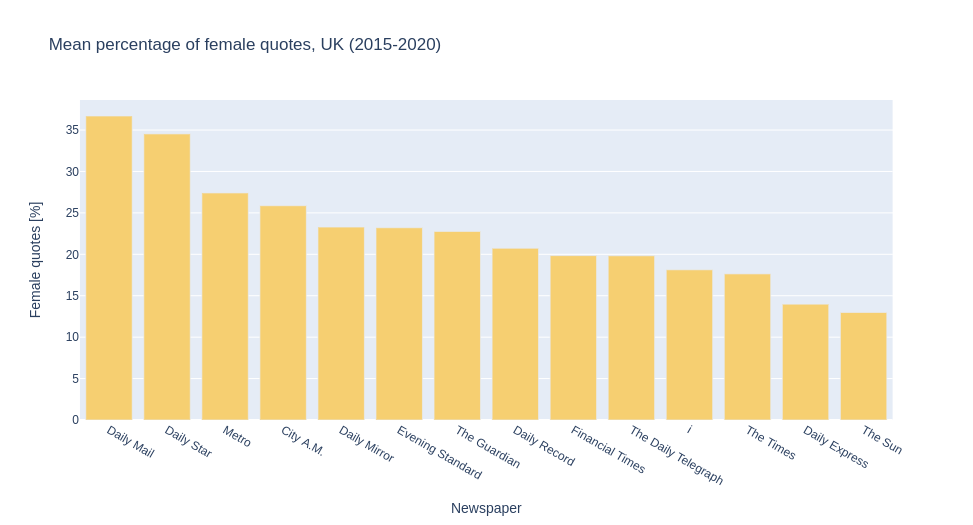 Mean percentage of female quotes, UK (2015-2020)
Female quotes [%]
35
30
25
20
15
10
5
0
Daily Mail
Daily Star
Metro
City A.M.
Daily Mirror
Evening Standard
The Guardian
Daily Record
Financial Times
The Daily Telegraph
i
The Times
Daily Express
The Sun
Newspaper